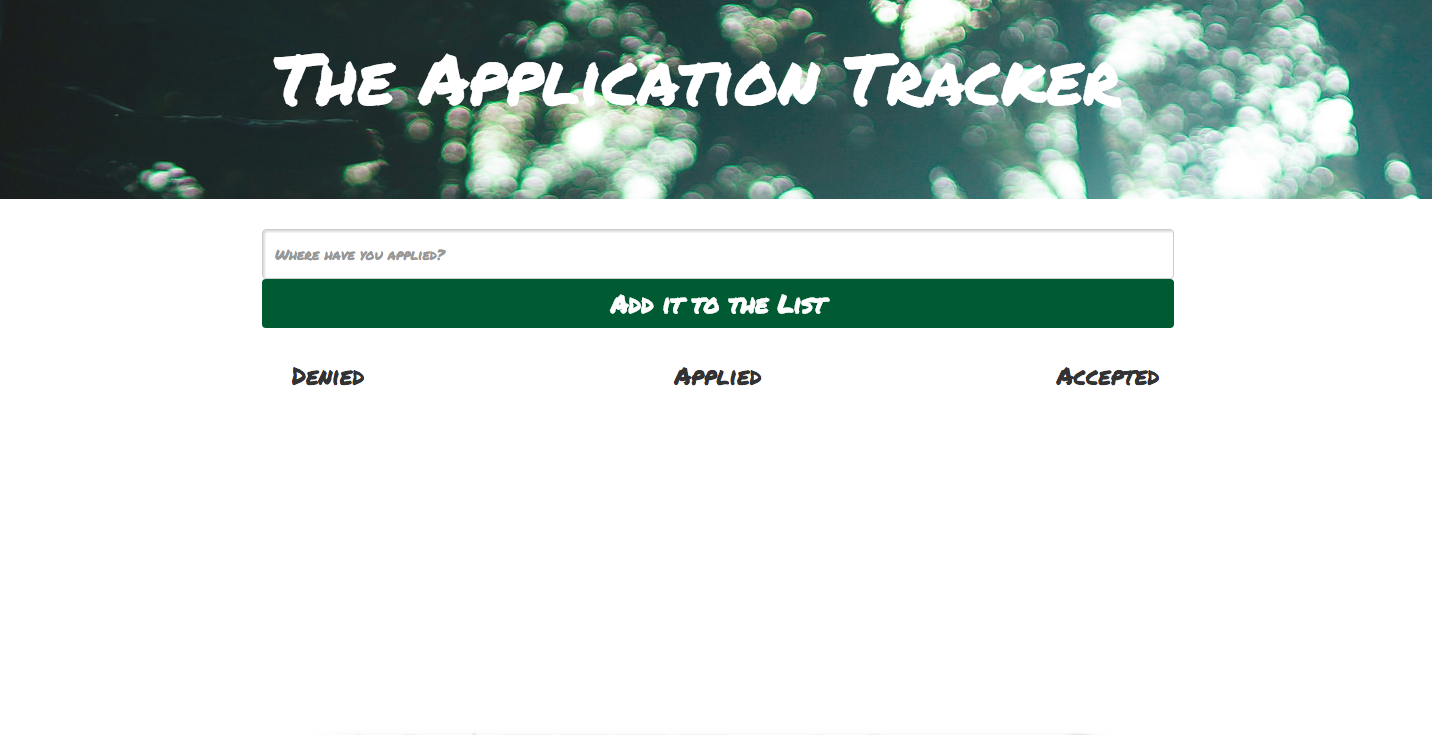 The Application Tracker
Where have you applied?
Add it to the List
Denied Applied Accepted